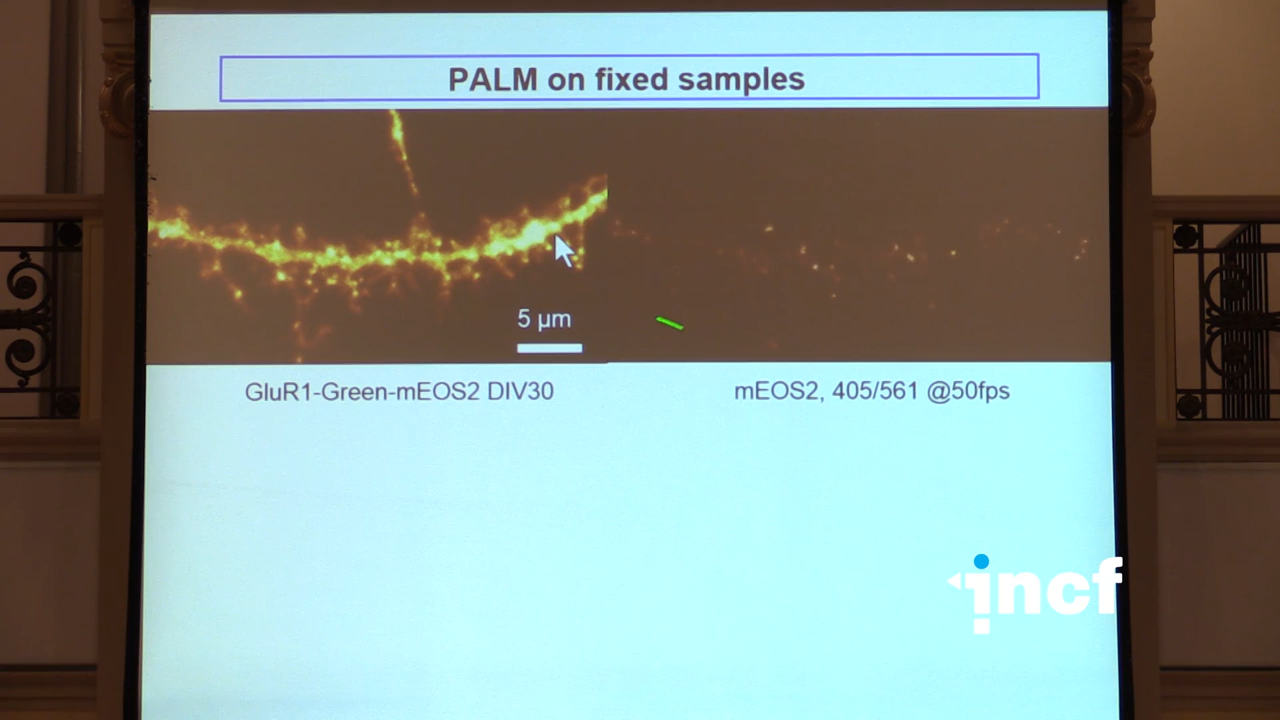 PALM on fixed samples
5 µm
GluR1-Green-mEOS2 DIV30
mEOS2, 405/561 @50fps
incf